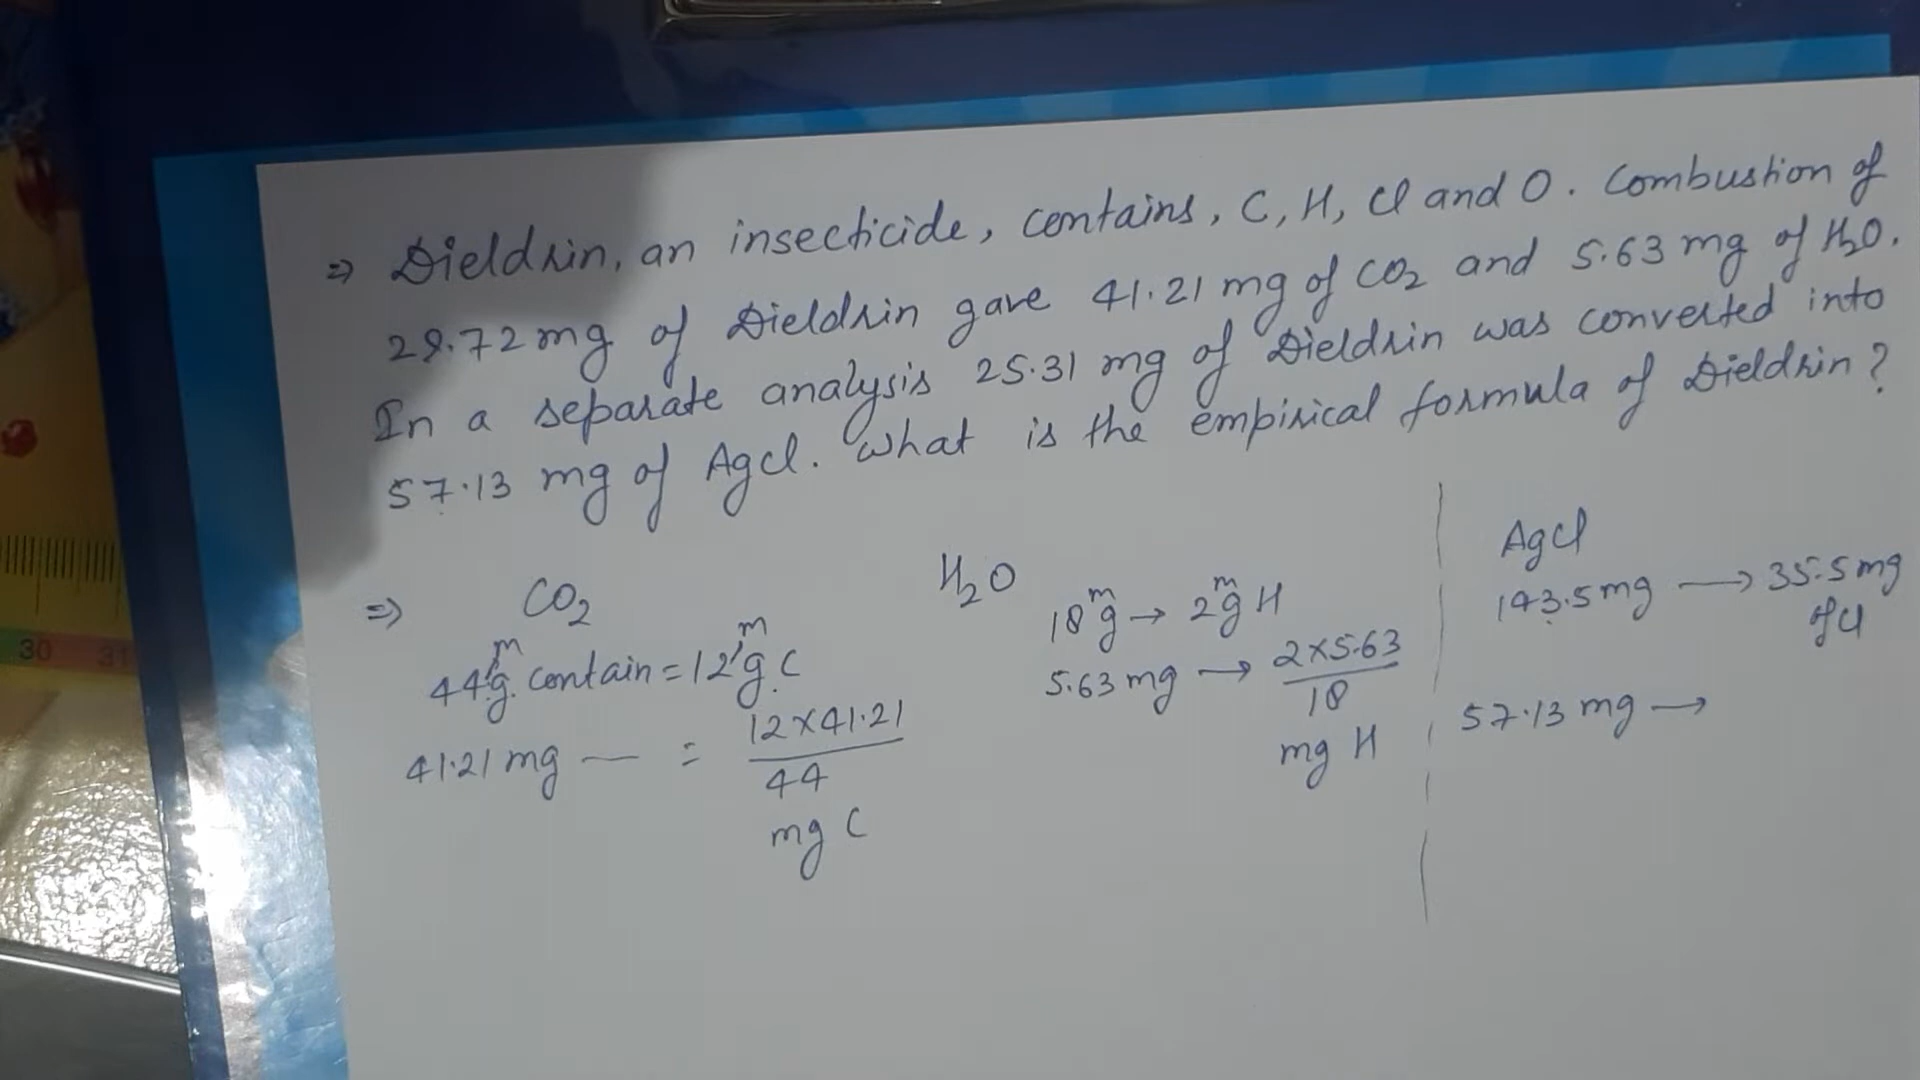 ⇒ Dieldrin, an insecticide, contains, C, H, Cl and O. Combustion of
29.72 mg of Dieldrin gave 41.21 mg of CO2 and 5.63 mg of H2O.
In a separate analysis 25.31 mg of Dieldrin was converted into
57.13 mg of AgCl. What is the empirical formula of Dieldrin?
⇒ CO2
44 mg. contain = 12 mg C
41.21 mg — = 12×41.21
44
mg C
H2O
18 mg → 2 mg H
5.63 mg → 2×5.63
18
mg H
AgCl
143.5 mg → 35.5 mg
of Cl
57.13 mg →
30 31